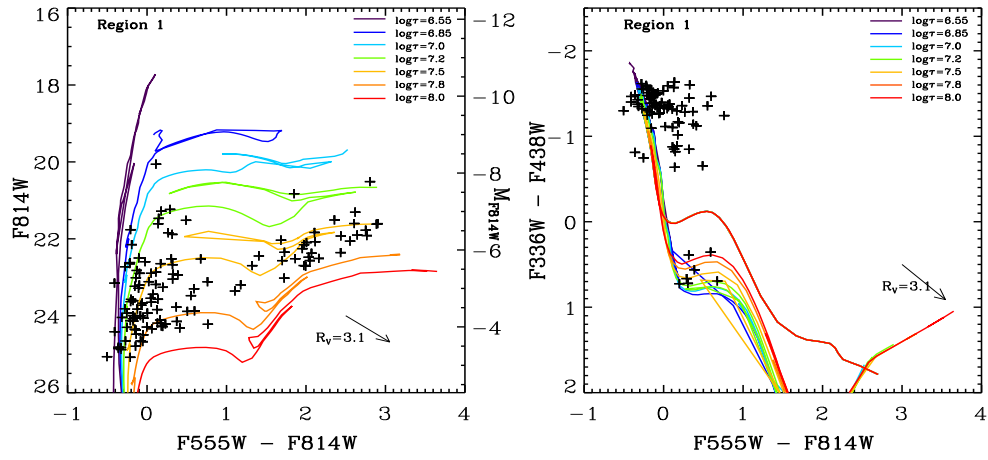 Region 1
logτ=6.55
logτ=6.85
logτ=7.0
logτ=7.2
logτ=7.5
logτ=7.8
logτ=8.0
16
18
20
22
24
26
F814W
−12
−10
−8
−6
−4
M_F814W
R_V=3.1
−1 0 1 2 3 4
F555W − F814W
Region 1
logτ=6.55
logτ=6.85
logτ=7.0
logτ=7.2
logτ=7.5
logτ=7.8
logτ=8.0
−2
−1
0
1
2
F336W − F438W
R_V=3.1
−1 0 1 2 3 4
F555W − F814W